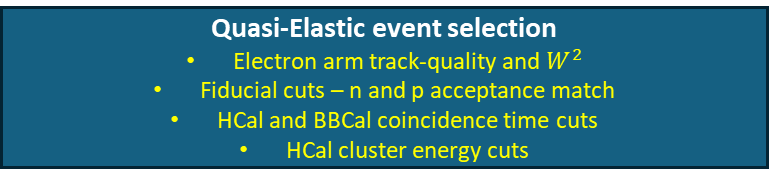 Quasi-Elastic event selection
• Electron arm track-quality and W²
• Fiducial cuts – n and p acceptance match
• HCal and BBCal coincidence time cuts
• HCal cluster energy cuts